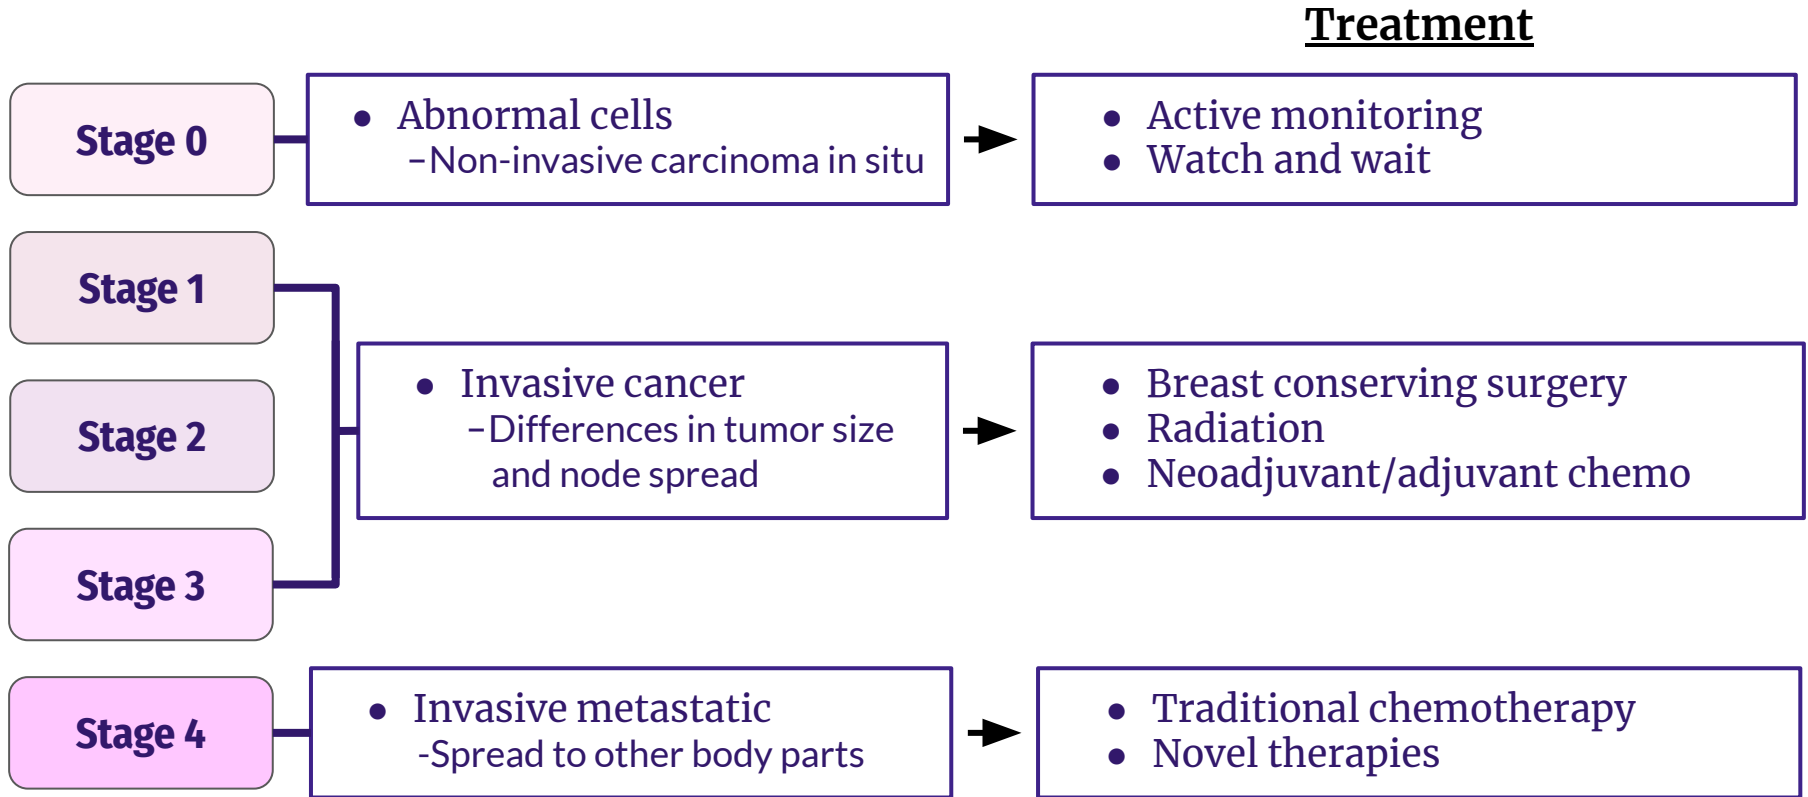 Treatment
Stage 0
● Abnormal cells
–Non-invasive carcinoma in situ
● Active monitoring
● Watch and wait
Stage 1
Stage 2
Stage 3
● Invasive cancer
–Differences in tumor size
and node spread
● Breast conserving surgery
● Radiation
● Neoadjuvant/adjuvant chemo
Stage 4
● Invasive metastatic
-Spread to other body parts
● Traditional chemotherapy
● Novel therapies